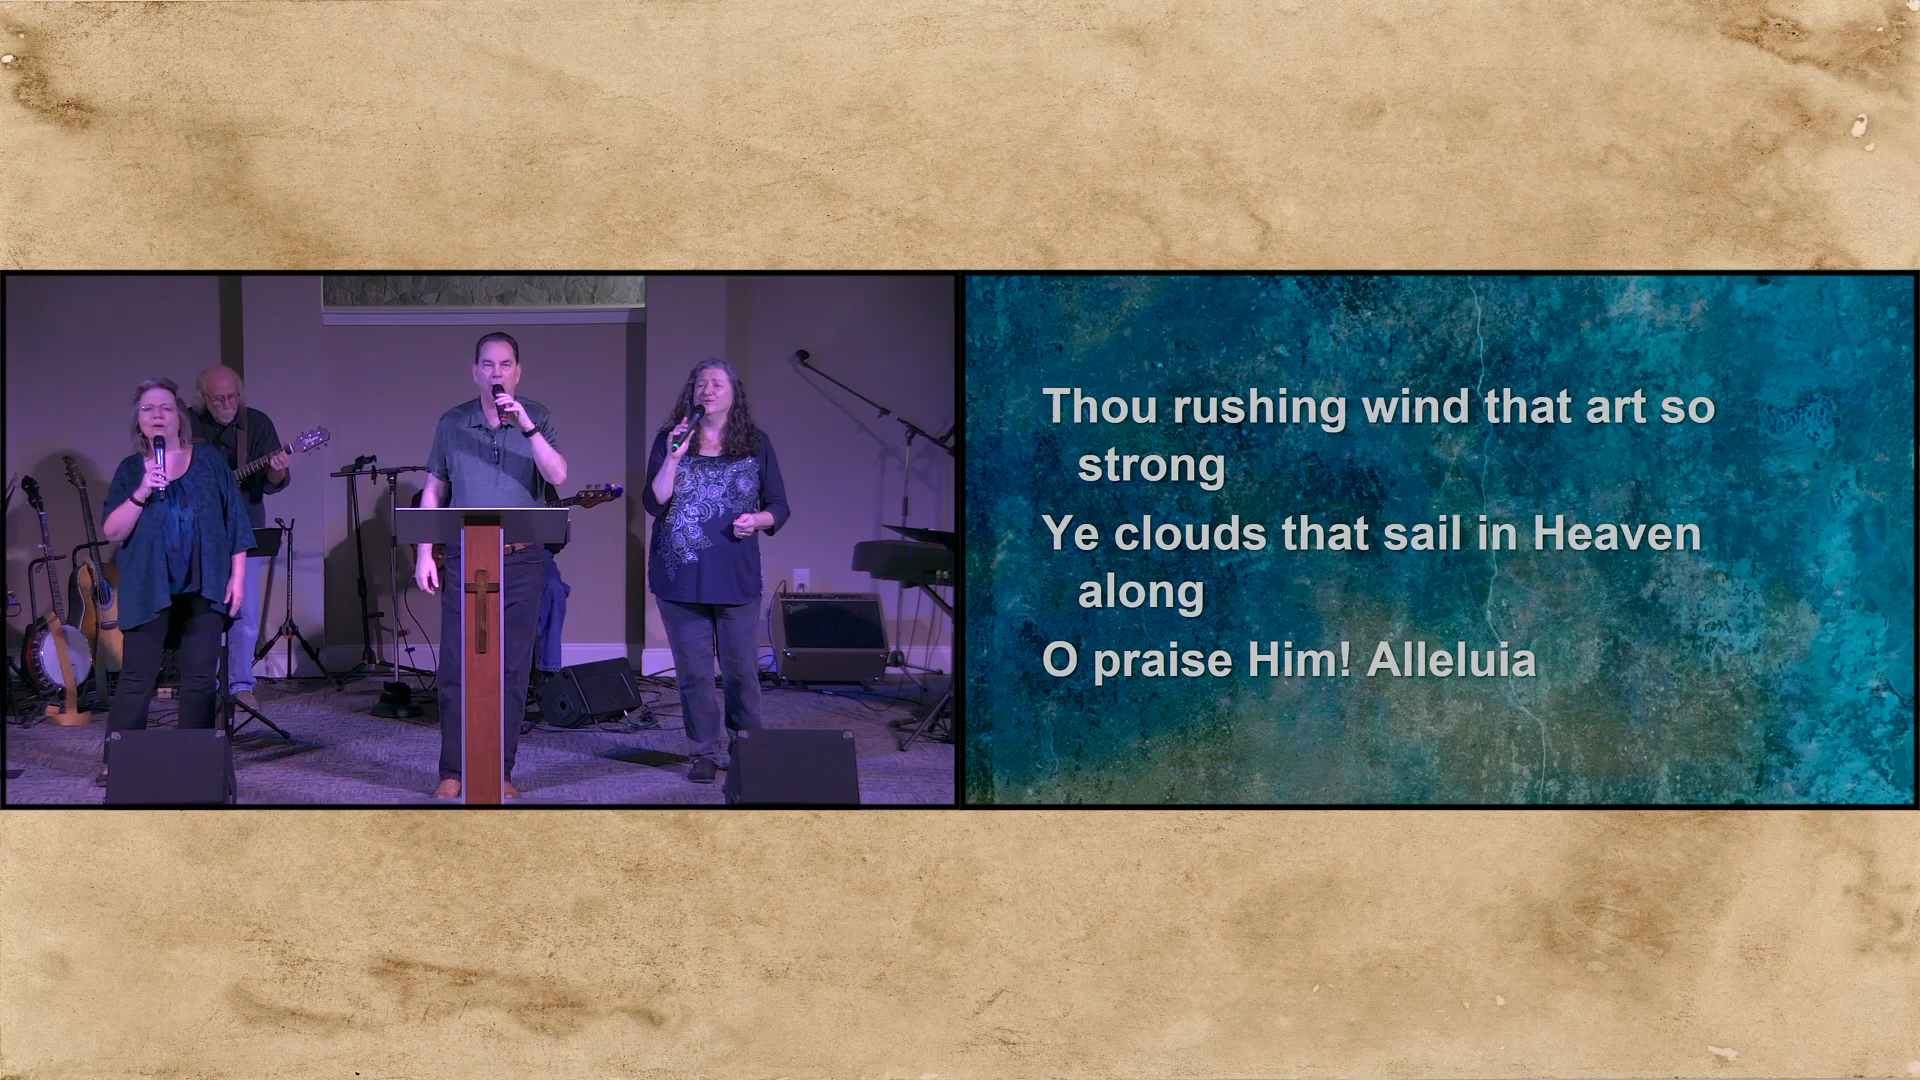 Thou rushing wind that art so
strong
Ye clouds that sail in Heaven
along
O praise Him! Alleluia